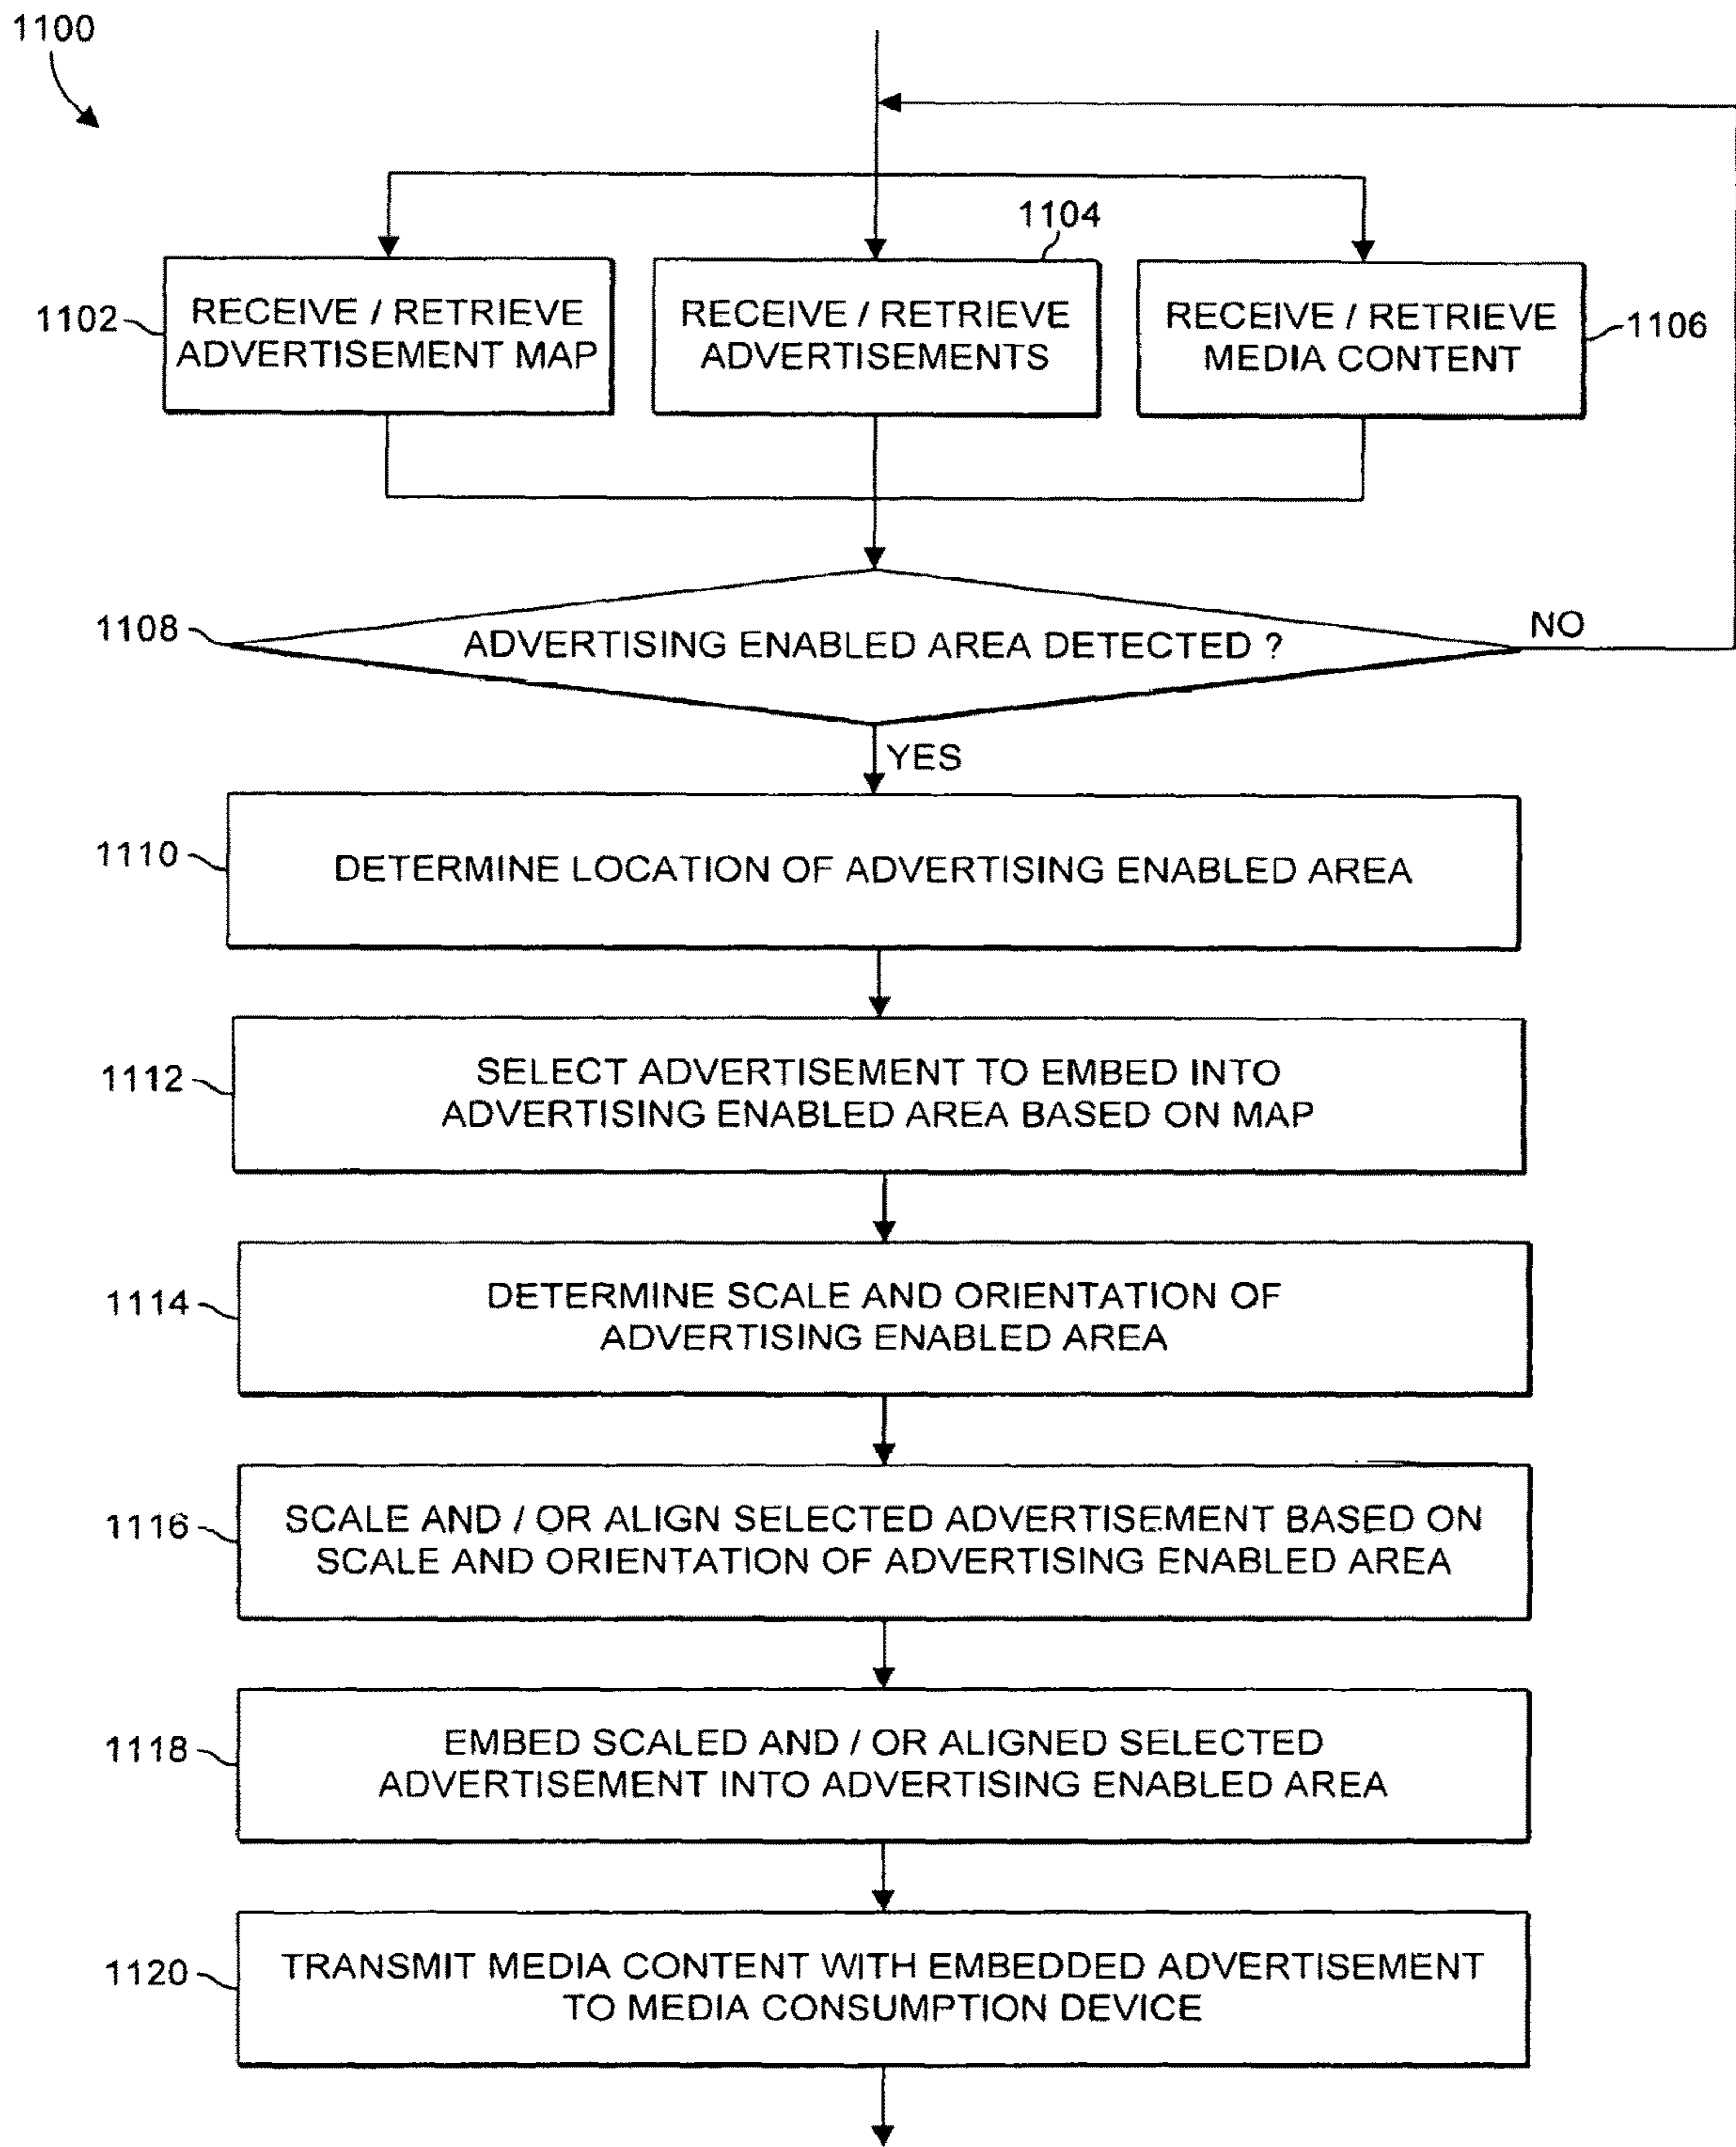 1100
1104
1102
RECEIVE / RETRIEVE
ADVERTISEMENT MAP
RECEIVE / RETRIEVE
ADVERTISEMENTS
RECEIVE / RETRIEVE
MEDIA CONTENT
1106
1108
ADVERTISING ENABLED AREA DETECTED ?
NO
YES
1110
DETERMINE LOCATION OF ADVERTISING ENABLED AREA
1112
SELECT ADVERTISEMENT TO EMBED INTO
ADVERTISING ENABLED AREA BASED ON MAP
1114
DETERMINE SCALE AND ORIENTATION OF
ADVERTISING ENABLED AREA
1116
SCALE AND / OR ALIGN SELECTED ADVERTISEMENT BASED ON
SCALE AND ORIENTATION OF ADVERTISING ENABLED AREA
1118
EMBED SCALED AND / OR ALIGNED SELECTED
ADVERTISEMENT INTO ADVERTISING ENABLED AREA
1120
TRANSMIT MEDIA CONTENT WITH EMBEDDED ADVERTISEMENT
TO MEDIA CONSUMPTION DEVICE